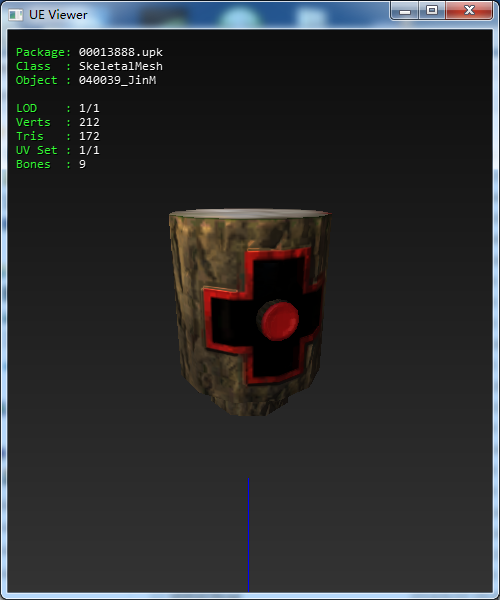 UE Viewer
Package: 00013888.upk
Class : SkeletalMesh
Object : 040039_JinM
LOD : 1/1
Verts : 212
Tris : 172
UV Set : 1/1
Bones : 9